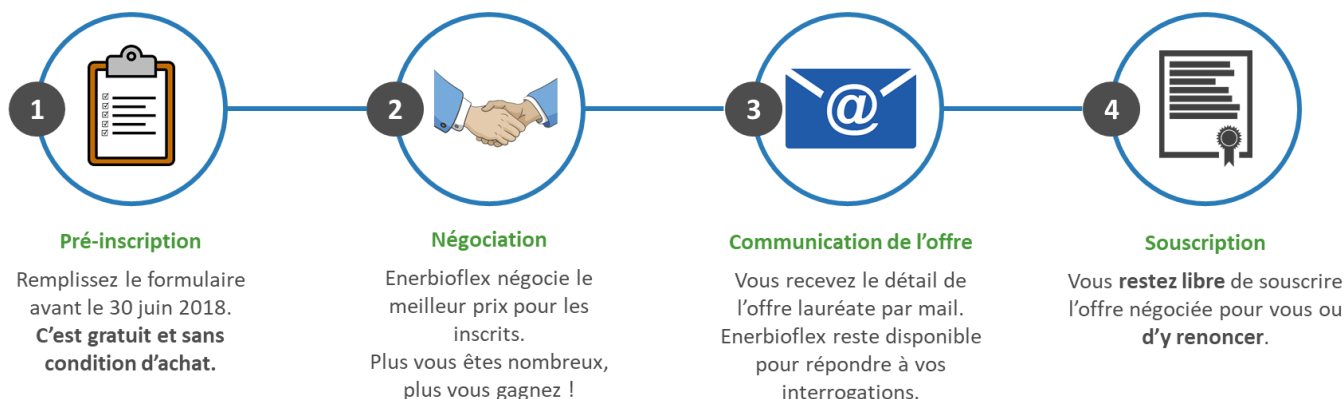 1
Pré-inscription
Remplissez le formulaire
avant le 30 juin 2018.
C’est gratuit et sans
condition d’achat.
2
Négociation
Enerbioflex négocie le
meilleur prix pour les
inscrits.
Plus vous êtes nombreux,
plus vous gagnez !
3
@
Communication de l’offre
Vous recevez le détail de
l’offre lauréate par mail.
Enerbioflex reste disponible
pour répondre à vos
interrogations.
4
Souscription
Vous restez libre de souscrire
l’offre négociée pour vous ou
d’y renoncer.